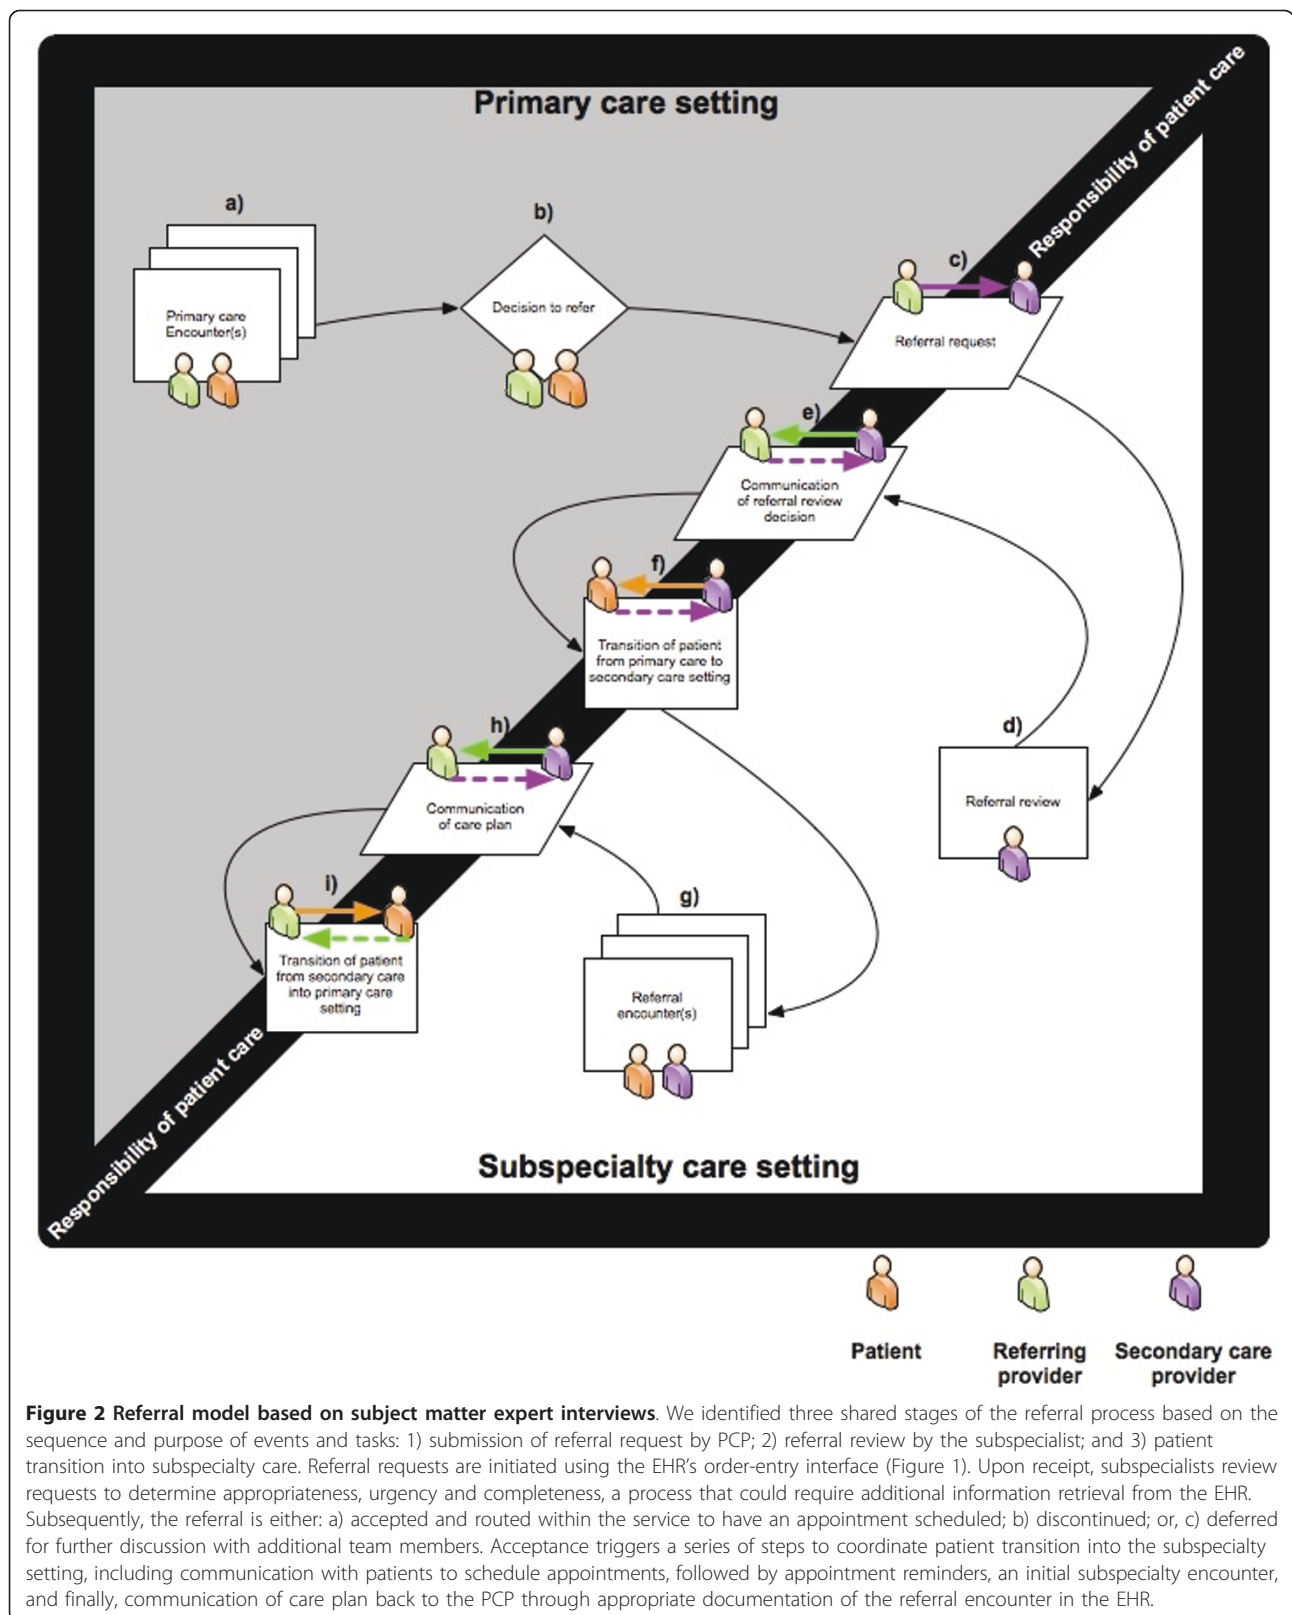 Primary care setting
Responsibility of patient care
a)
b)
c)
Primary care
Encounter(s)
Decision to refer
Referral request
e)
Communication
of referral review
decision
f)
Transition of patient
from primary care to
secondary care setting
d)
Referral review
h)
Communication
of care plan
g)
Referral
encounter(s)
i)
Transition of patient
from secondary care
into primary care
setting
Responsibility of patient care
Subspecialty care setting
Patient
Referring
provider
Secondary care
provider
Figure 2 Referral model based on subject matter expert interviews. We identified three shared stages of the referral process based on the
sequence and purpose of events and tasks: 1) submission of referral request by PCP; 2) referral review by the subspecialist; and 3) patient
transition into subspecialty care. Referral requests are initiated using the EHR's order-entry interface (Figure 1). Upon receipt, subspecialists review
requests to determine appropriateness, urgency and completeness, a process that could require additional information retrieval from the EHR.
Subsequently, the referral is either: a) accepted and routed within the service to have an appointment scheduled; b) discontinued; or, c) deferred
for further discussion with additional team members. Acceptance triggers a series of steps to coordinate patient transition into the subspecialty
setting, including communication with patients to schedule appointments, followed by appointment reminders, an initial subspecialty encounter,
and finally, communication of care plan back to the PCP through appropriate documentation of the referral encounter in the EHR.